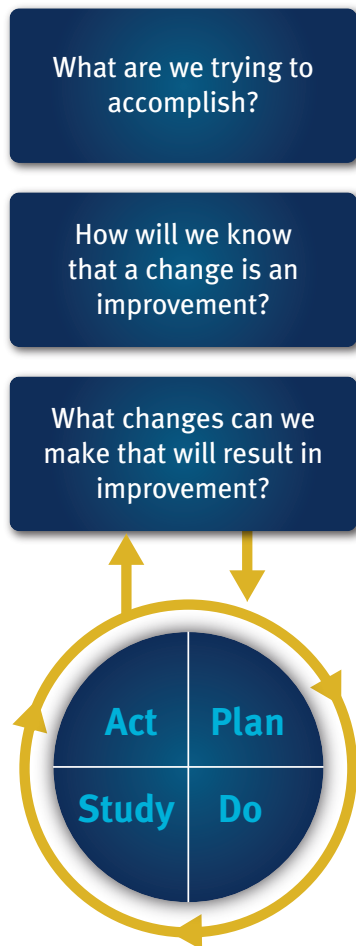 What are we trying to
accomplish?
How will we know
that a change is an
improvement?
What changes can we
make that will result in
improvement?
Act
Plan
Study
Do